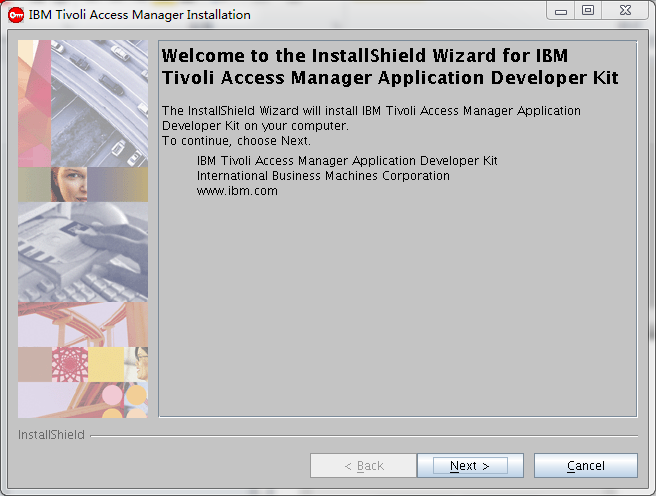 IBM Tivoli Access Manager Installation
Welcome to the InstallShield Wizard for IBM
Tivoli Access Manager Application Developer Kit
The InstallShield Wizard will install IBM Tivoli Access Manager Application
Developer Kit on your computer.
To continue, choose Next.
IBM Tivoli Access Manager Application Developer Kit
International Business Machines Corporation
www.ibm.com
InstallShield
< Back
Next >
Cancel